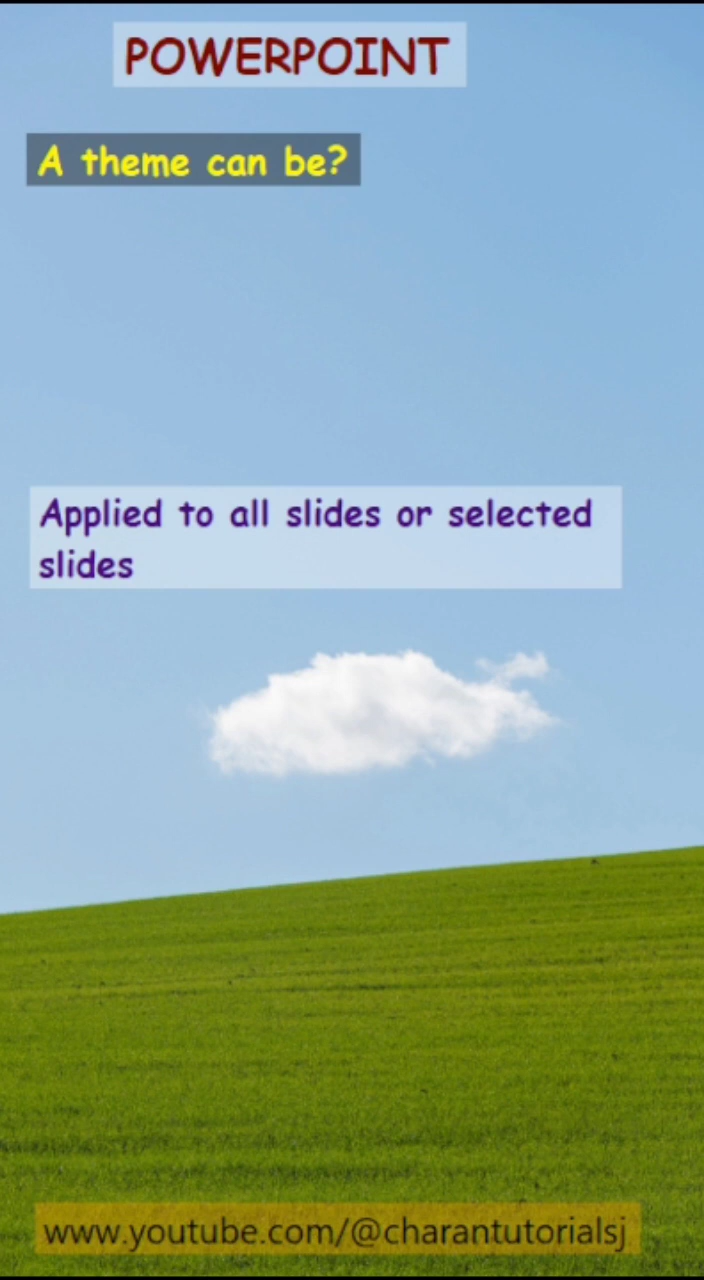 POWERPOINT
A theme can be?
Applied to all slides or selected
slides
www.youtube.com/@charantutorialsj